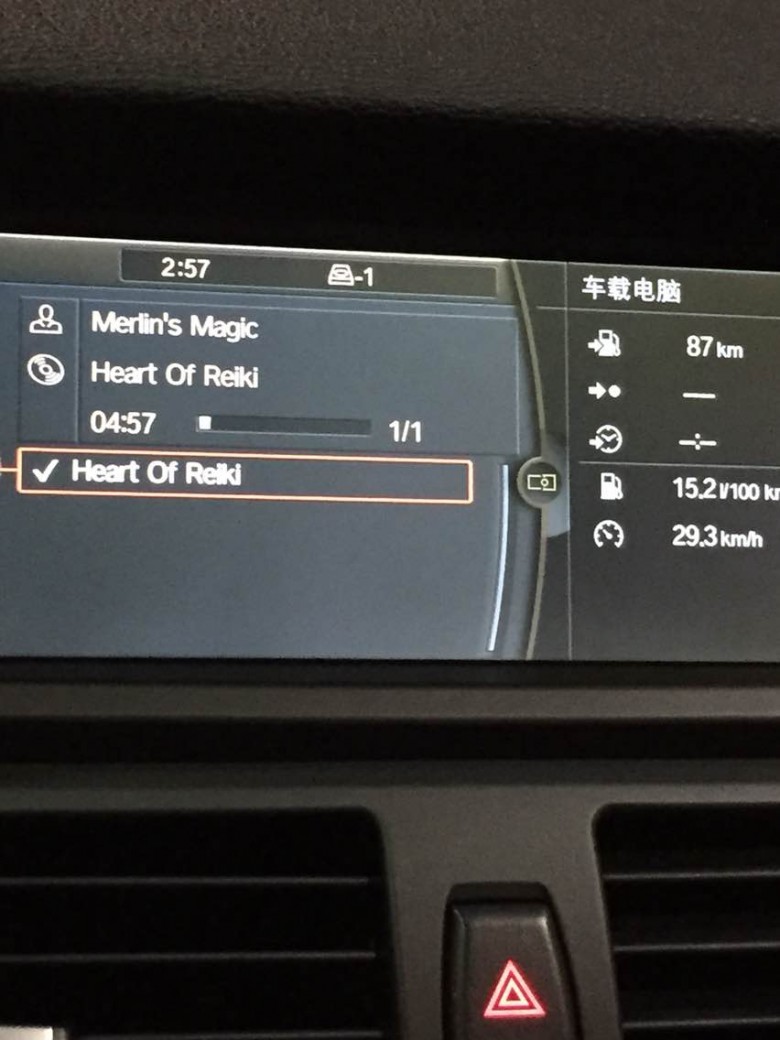 2:57
-1
Merlin's Magic
Heart Of Reiki
04:57 1/1
Heart Of Reiki
车载电脑
87 km
—
-:-
15.2 l/100 k
29.3 km/h